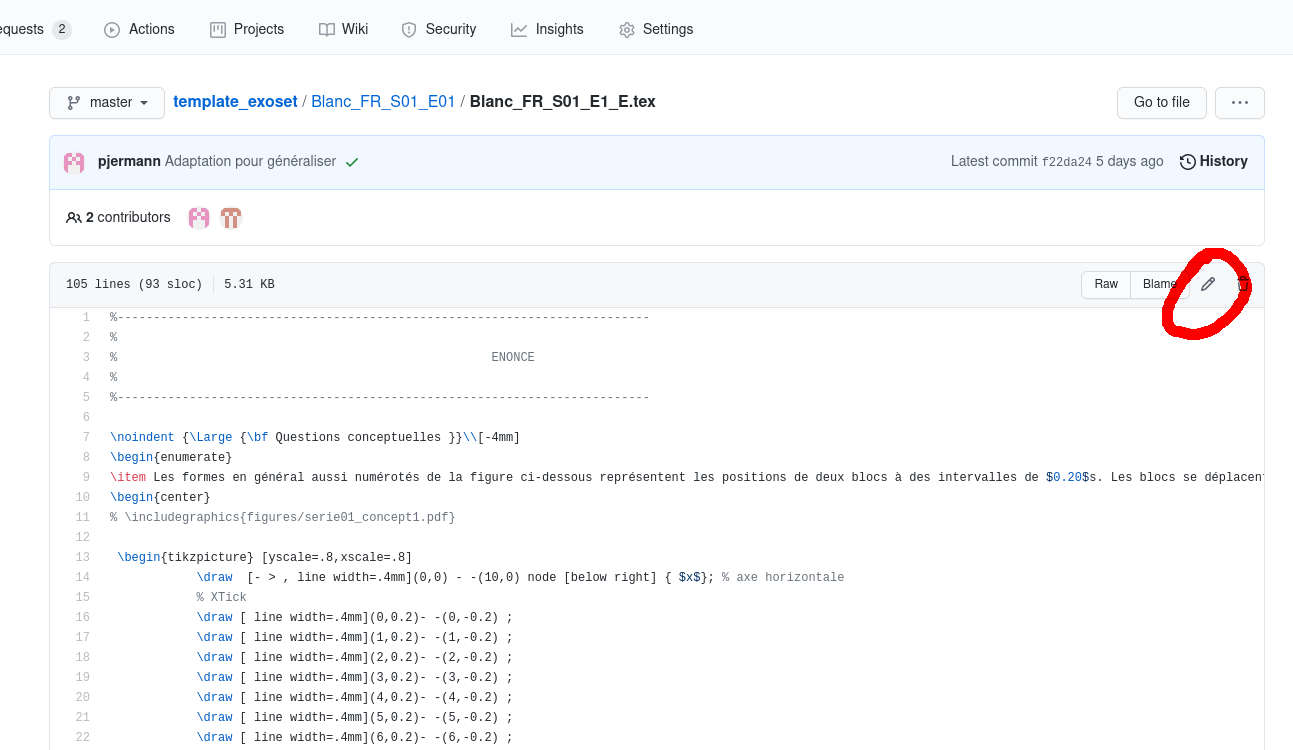 equests 2 Actions Projects Wiki Security Insights Settings
master template_exoset / Blanc_FR_S01_E01 / Blanc_FR_S01_E1_E.tex Go to file ...
pjermann Adaptation pour généraliser Latest commit f22da24 5 days ago History
2 contributors
105 lines (93 sloc) 5.31 KB Raw Blame
1 %--------------------------------------------------------------------------
2 %
3 % ENONCE
4 %
5 %--------------------------------------------------------------------------
6
7 \noindent {\Large {\bf Questions conceptuelles }}\\[-4mm]
8 \begin{enumerate}
9 \item Les formes en général aussi numérotés de la figure ci-dessous représentent les positions de deux blocs à des intervalles de $0.20$s. Les blocs se déplacent
10 \begin{center}
11 % \includegraphics{figures/serie01_concept1.pdf}
12
13 \begin{tikzpicture} [yscale=.8,xscale=.8]
14 \draw [- > , line width=.4mm](0,0) - -(10,0) node [below right] { $x$}; % axe horizontale
15 % XTick
16 \draw [ line width=.4mm](0,0.2)- -(0,-0.2) ;
17 \draw [ line width=.4mm](1,0.2)- -(1,-0.2) ;
18 \draw [ line width=.4mm](2,0.2)- -(2,-0.2) ;
19 \draw [ line width=.4mm](3,0.2)- -(3,-0.2) ;
20 \draw [ line width=.4mm](4,0.2)- -(4,-0.2) ;
21 \draw [ line width=.4mm](5,0.2)- -(5,-0.2) ;
22 \draw [ line width=.4mm](6,0.2)- -(6,-0.2) ;